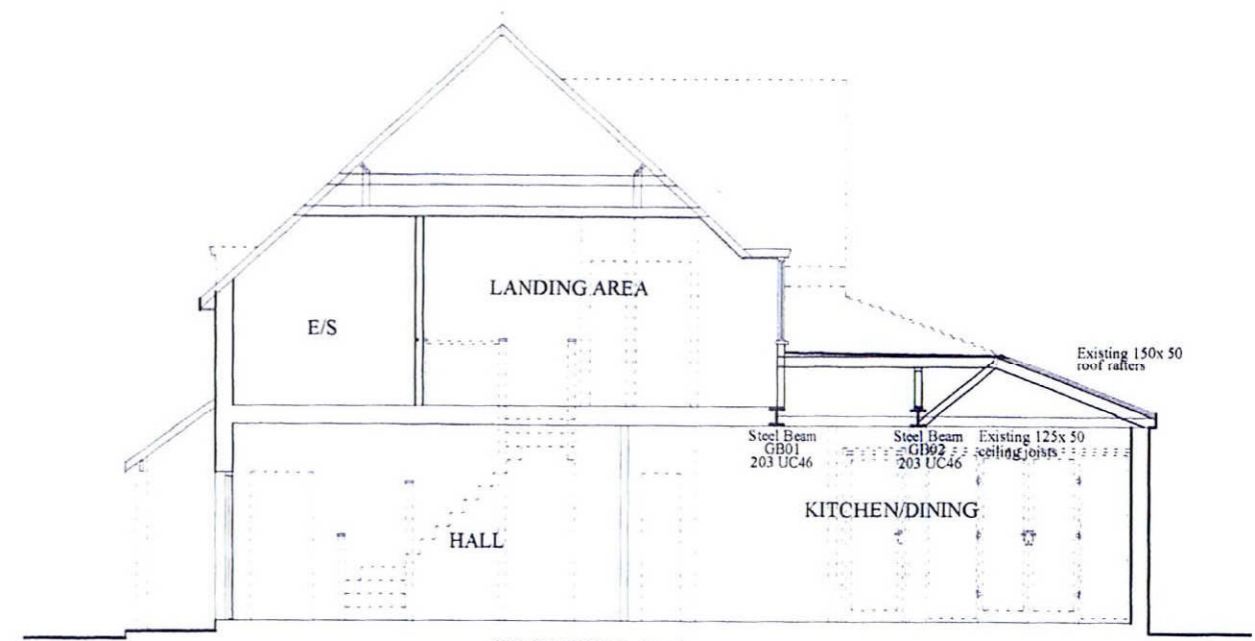 LANDING AREA
E/S
Existing 150x 50
roof rafters
Steel Beam
GB01
203 UC46
Steel Beam
GB02
203 UC46
Existing 125x 50
ceiling joists
KITCHEN/DINING
HALL